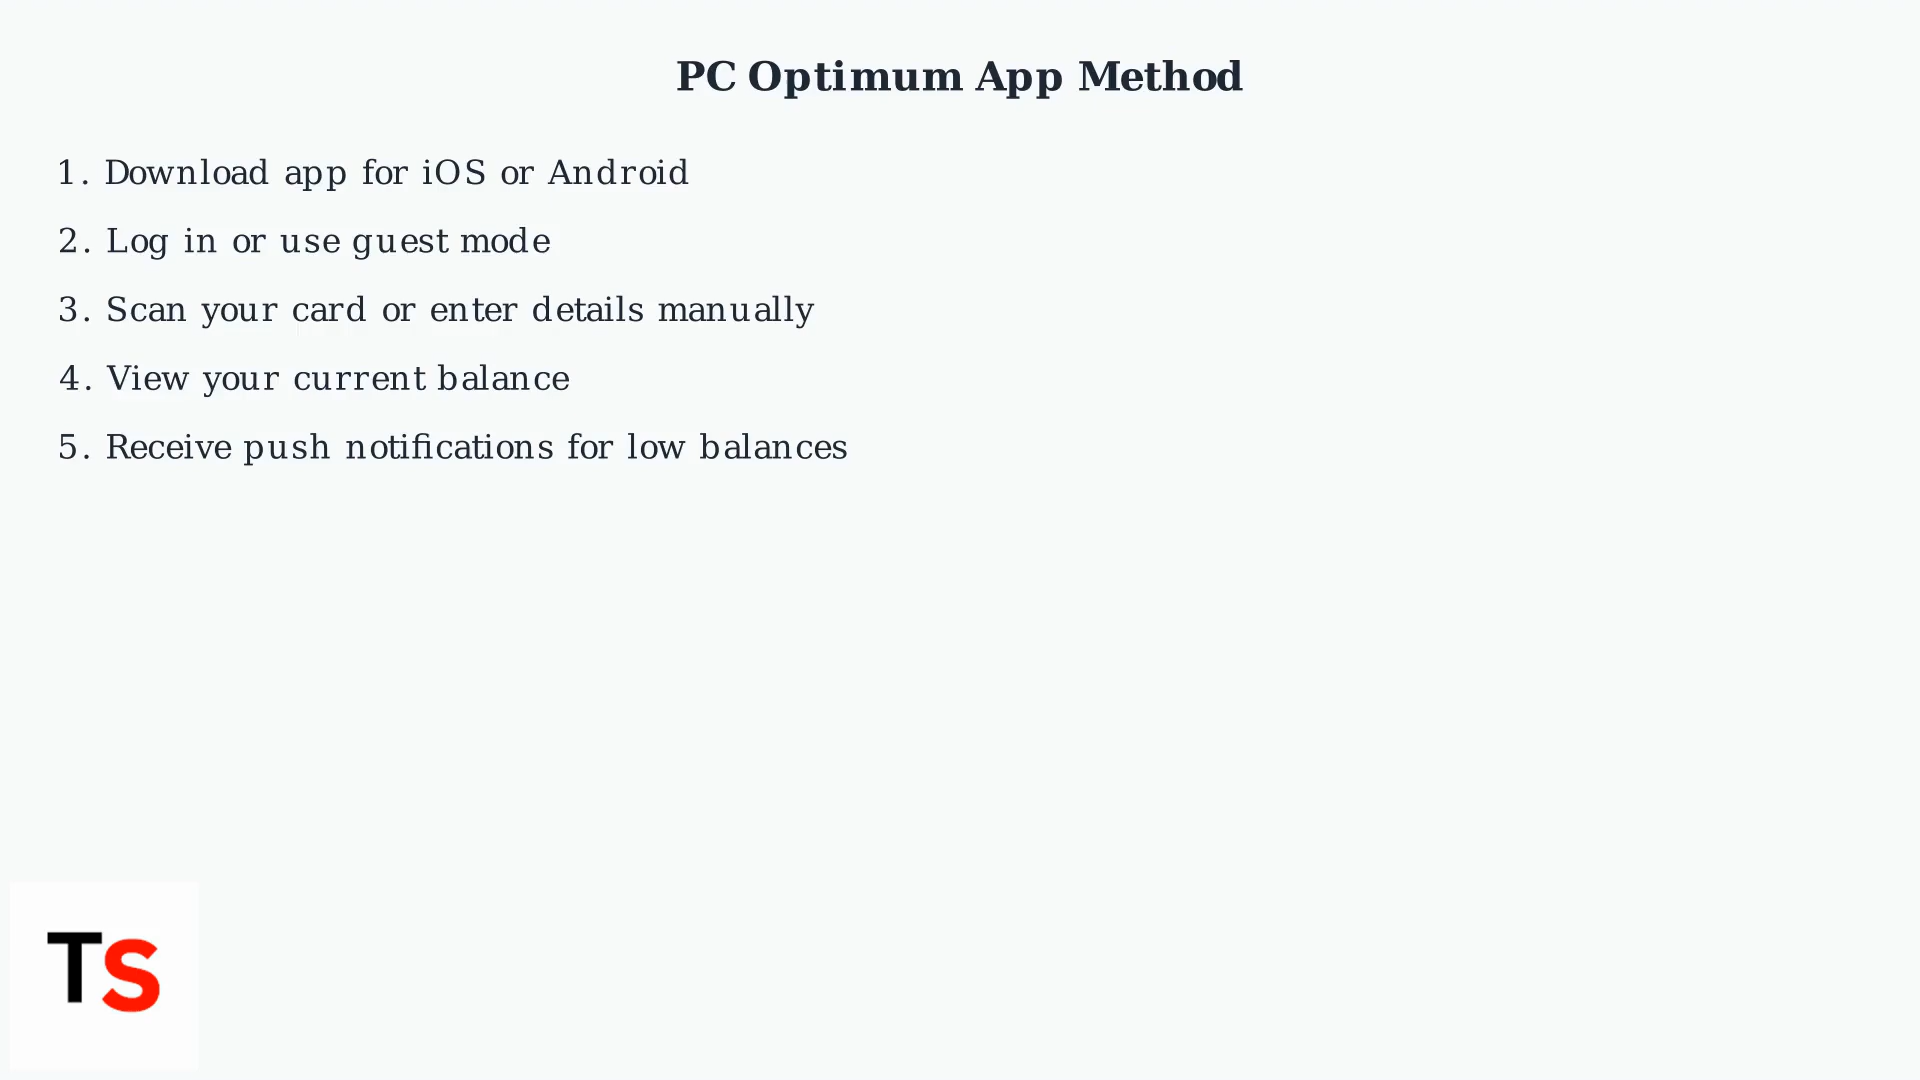 PC Optimum App Method
1. Download app for iOS or Android
2. Log in or use guest mode
3. Scan your card or enter details manually
4. View your current balance
5. Receive push notifications for low balances
TS